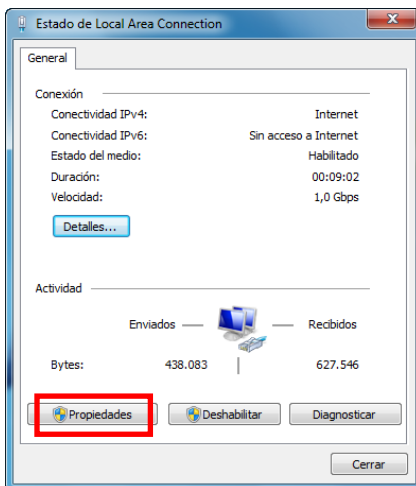 Estado de Local Area Connection
General
Conexión
Conectividad IPv4: Internet
Conectividad IPv6: Sin acceso a Internet
Estado del medio: Habilitado
Duración: 00:09:02
Velocidad: 1,0 Gbps
Detalles...
Actividad
Enviados Recibidos
Bytes: 438.083 627.546
Propiedades Deshabilitar Diagnosticar
Cerrar